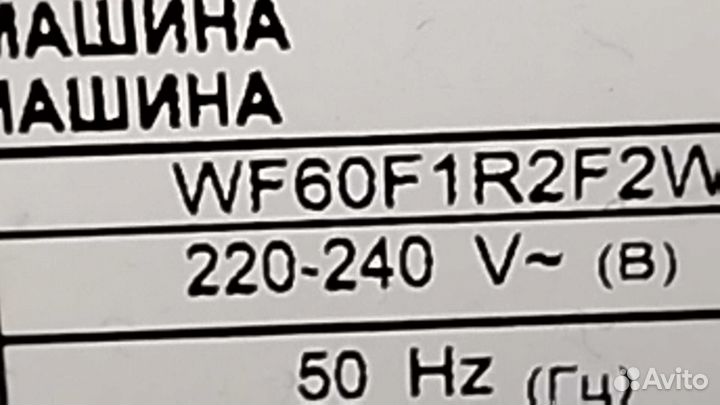 МАШИНА
МАШИНА
WF60F1R2F2W
220-240 V~ (В)
50 Hz (Гц)
Avito